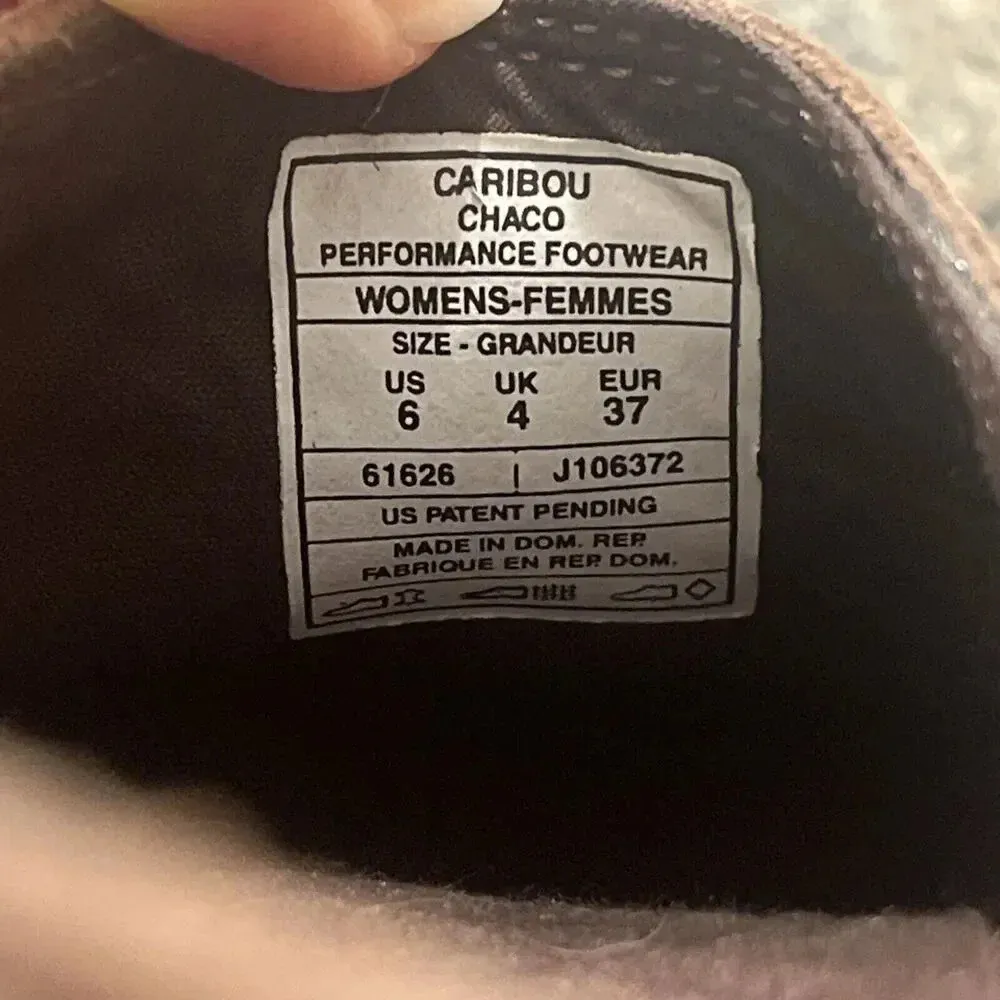 CARIBOU
CHACO
PERFORMANCE FOOTWEAR
WOMENS-FEMMES
SIZE - GRANDEUR
US UK EUR
6 4 37
61626 | J106372
US PATENT PENDING
MADE IN DOM. REP.
FABRIQUE EN REP. DOM.